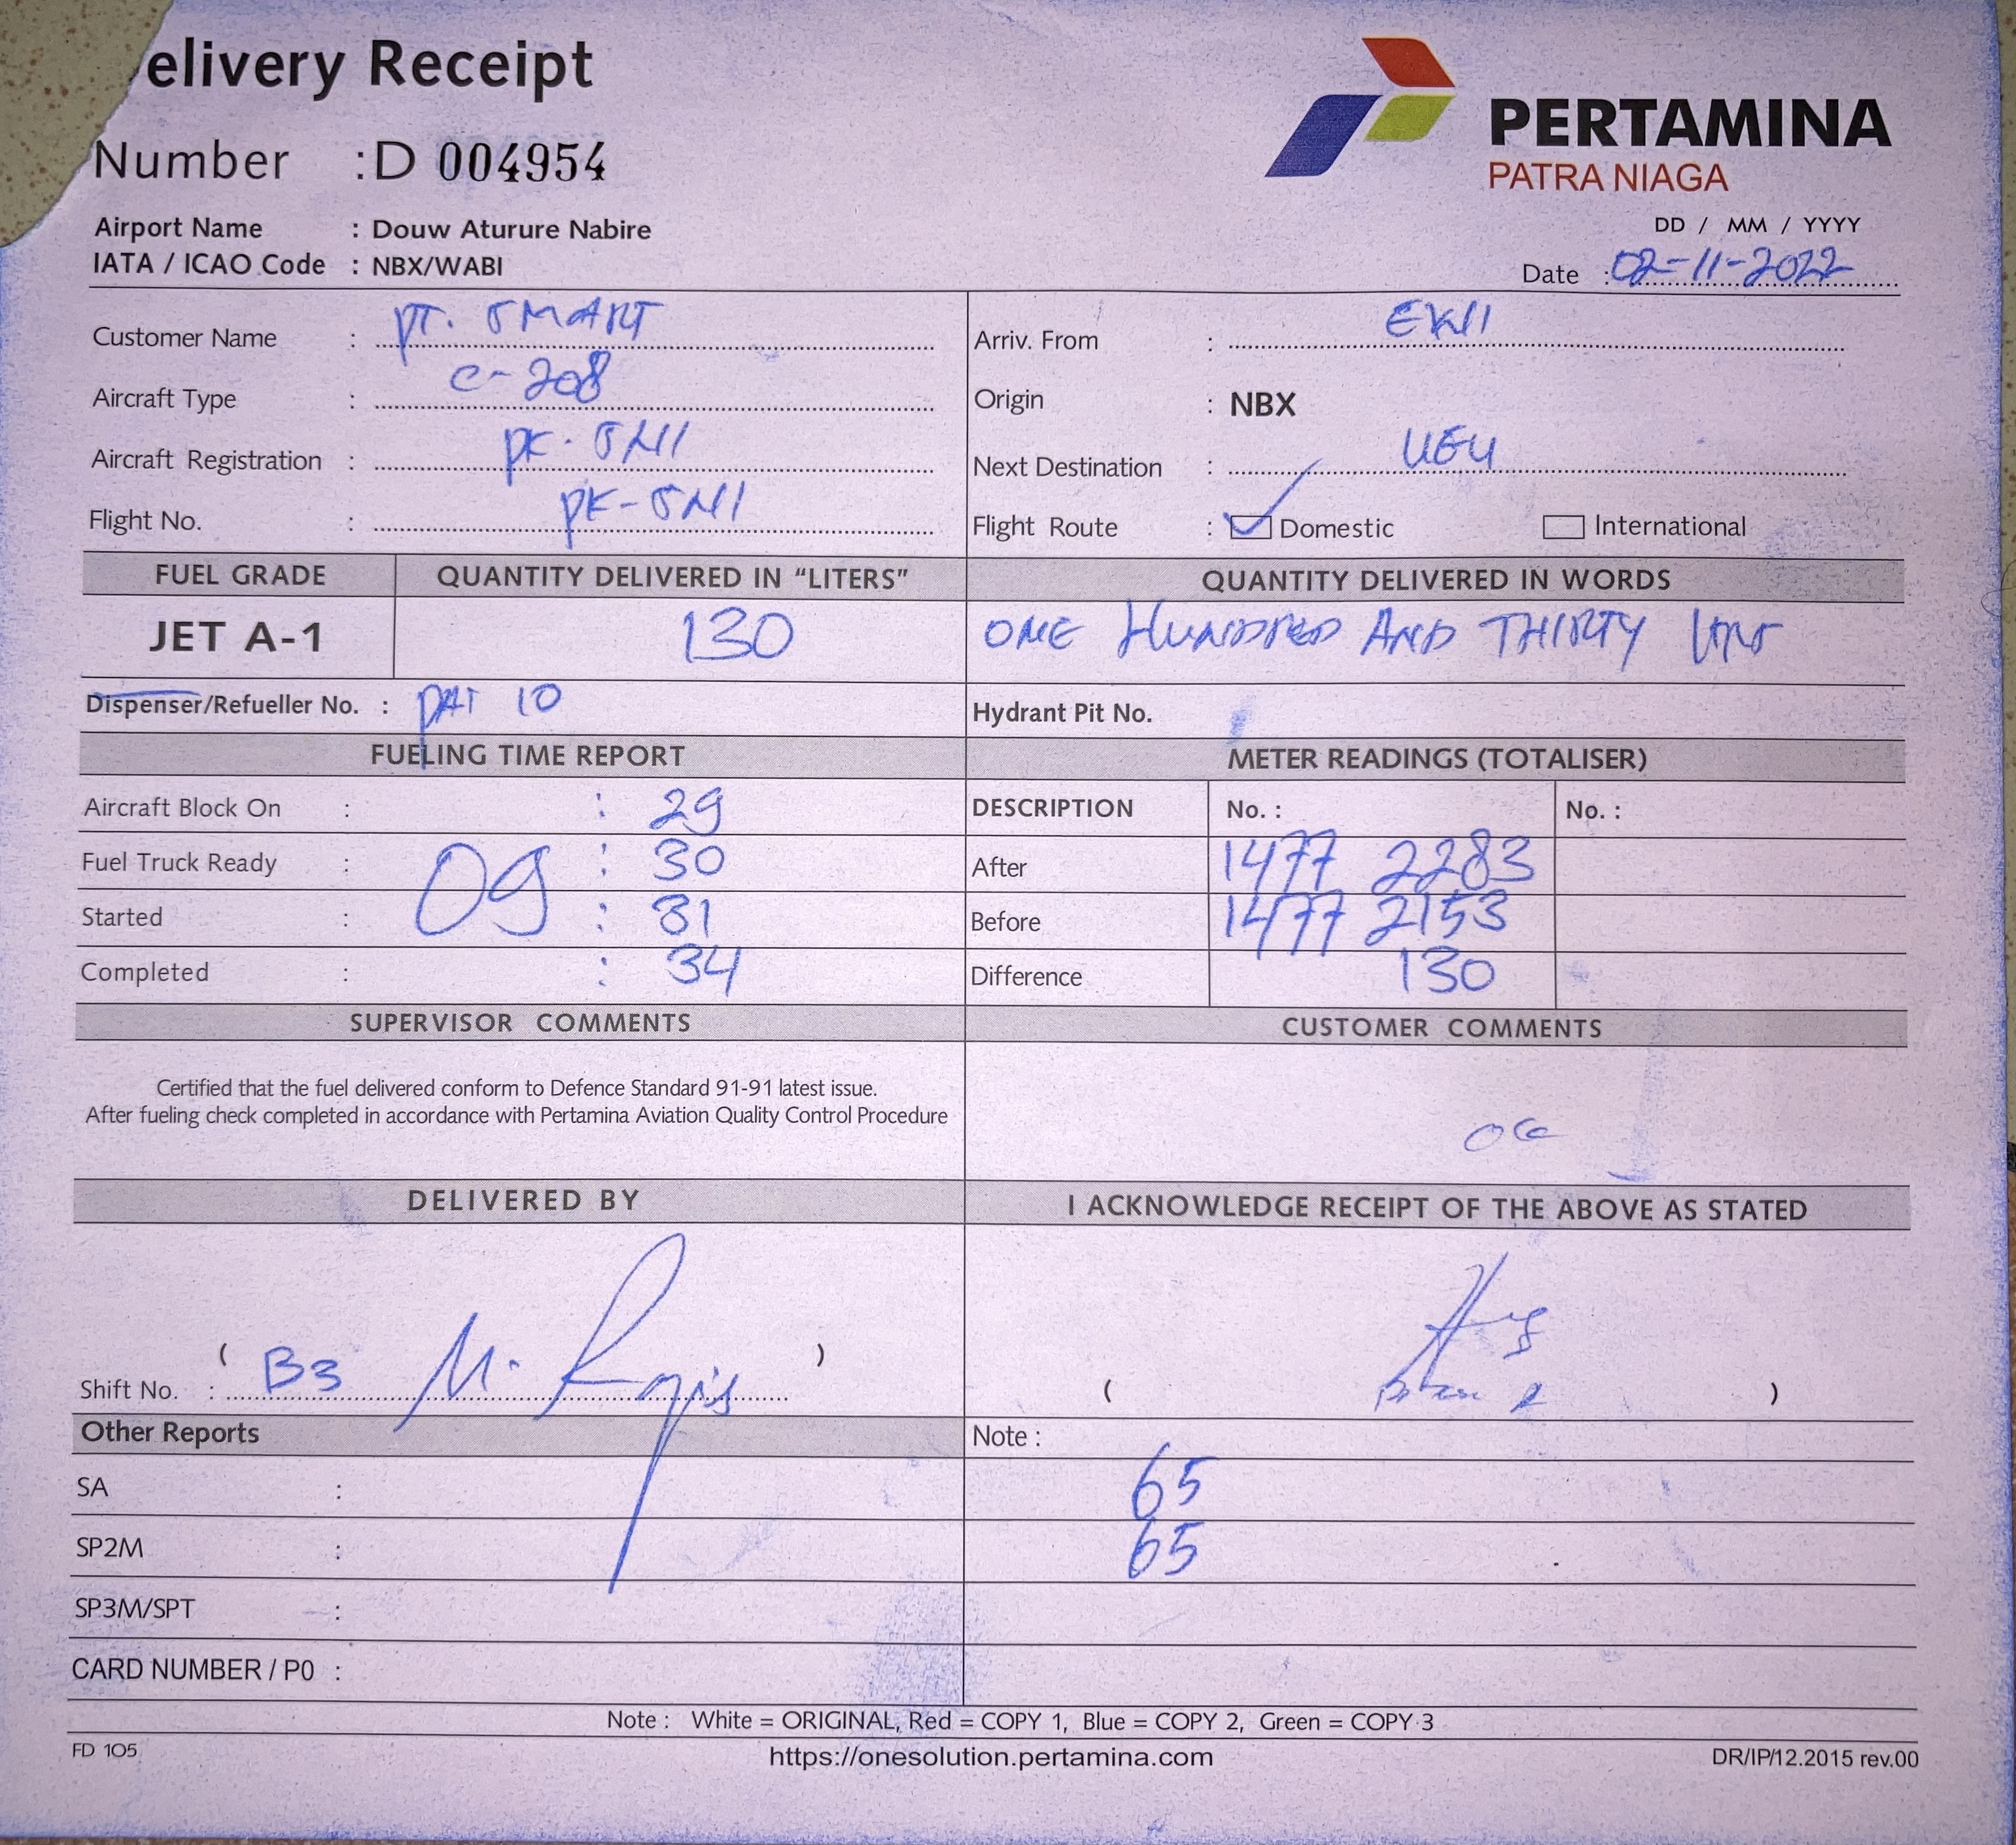 elivery Receipt
Number : D 004954
PERTAMINA
PATRA NIAGA
Airport Name : Douw Aturure Nabire
IATA / ICAO Code : NBX/WABI
DD / MM / YYYY
Date : 02-11-2022
Customer Name : PT. SMART
Aircraft Type : C-208
Aircraft Registration : PK-SNI
Flight No. : PK-SNI
Arriv. From :
Origin : NBX
Next Destination :
Flight Route : Domestic International
FUEL GRADE QUANTITY DELIVERED IN “LITERS” QUANTITY DELIVERED IN WORDS
JET A-1 130 ONE HUNDRED AND THIRTY
Dispenser/Refueller No. : PAT 10
Hydrant Pit No.
FUELING TIME REPORT
Aircraft Block On : : 29
Fuel Truck Ready : 09 : 30
Started : : 31
Completed : : 34
METER READINGS (TOTALISER)
DESCRIPTION No. : No. :
After 1477 2283
Before 1477 2153
Difference 130
SUPERVISOR COMMENTS
Certified that the fuel delivered conform to Defence Standard 91-91 latest issue.
After fueling check completed in accordance with Pertamina Aviation Quality Control Procedure
CUSTOMER COMMENTS
DELIVERED BY
( )
Shift No. : B3
I ACKNOWLEDGE RECEIPT OF THE ABOVE AS STATED
( )
Other Reports
SA :
SP2M :
SP3M/SPT :
CARD NUMBER / P0 :
Note :
65
65
Note : White = ORIGINAL, Red = COPY 1, Blue = COPY 2, Green = COPY 3
FD 105
https://onesolution.pertamina.com
DR/IP/12.2015 rev.00